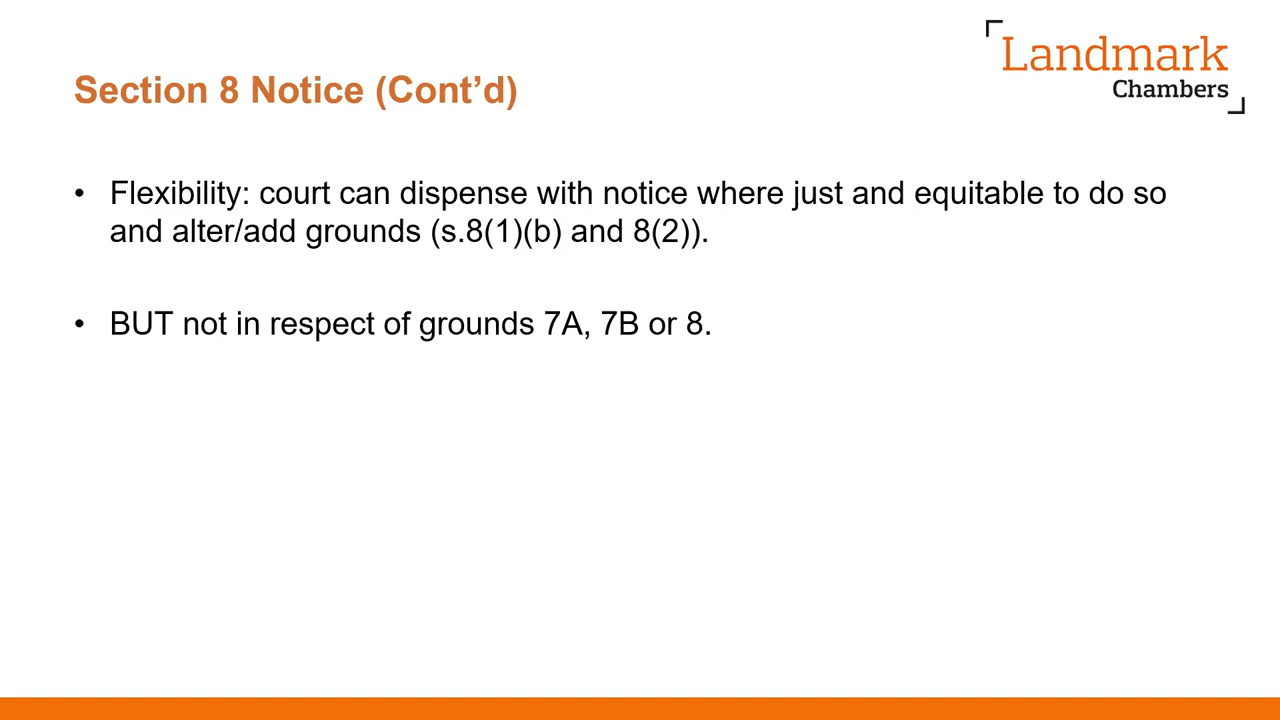 Landmark
Chambers
Section 8 Notice (Cont’d)
• Flexibility: court can dispense with notice where just and equitable to do so
and alter/add grounds (s.8(1)(b) and 8(2)).
• BUT not in respect of grounds 7A, 7B or 8.